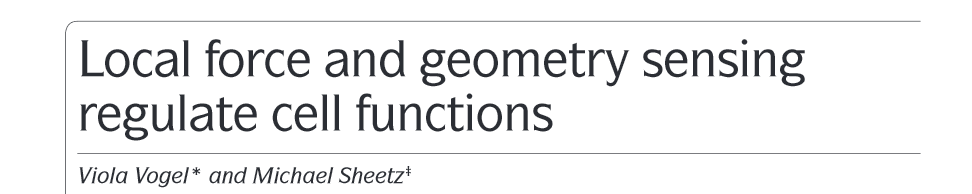 Local force and geometry sensing
regulate cell functions
Viola Vogel* and Michael Sheetz‡